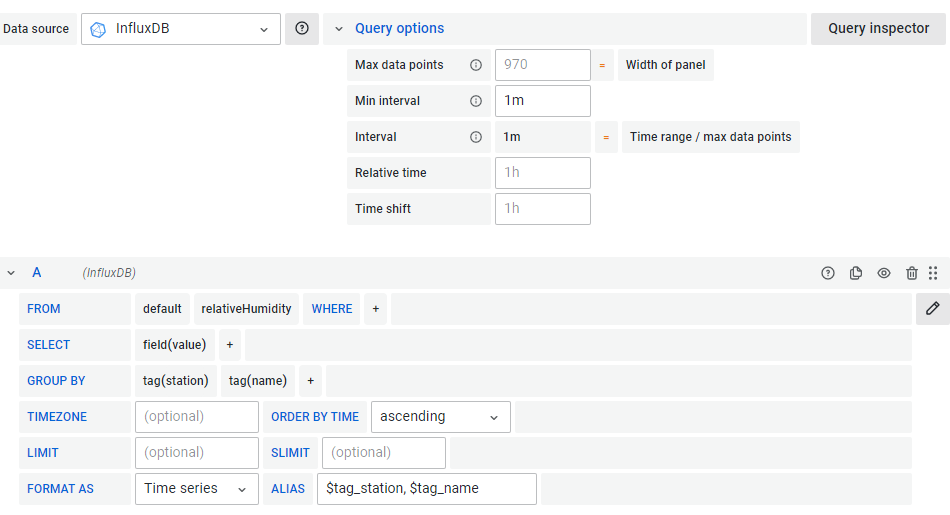 Data source InfluxDB Query options Query inspector
Max data points 970 = Width of panel
Min interval 1m
Interval 1m = Time range / max data points
Relative time 1h
Time shift 1h
A (InfluxDB)
FROM default relativeHumidity WHERE +
SELECT field(value) +
GROUP BY tag(station) tag(name) +
TIMEZONE (optional) ORDER BY TIME ascending
LIMIT (optional) SLIMIT (optional)
FORMAT AS Time series ALIAS $tag_station, $tag_name